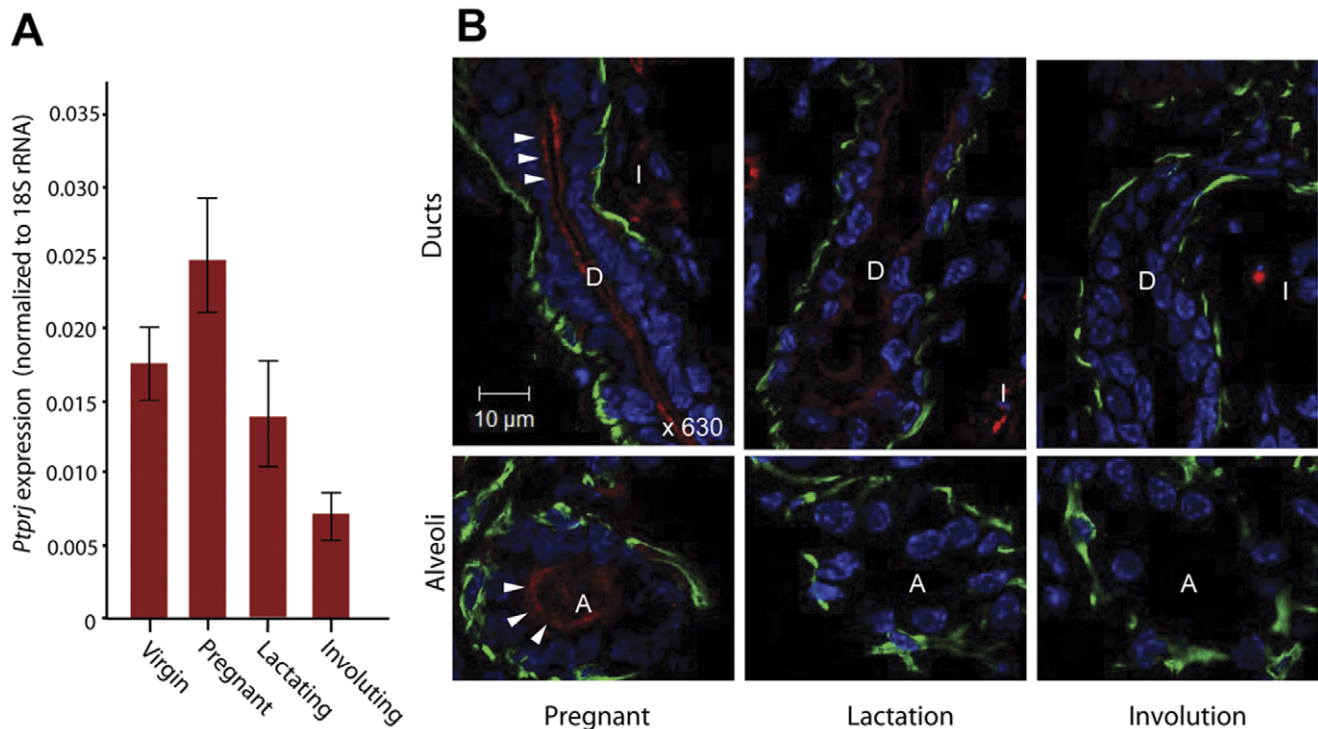 A
Ptprj expression (normalized to 18S rRNA)
0.035
0.030
0.025
0.020
0.015
0.010
0.005
0
Virgin
Pregnant
Lactating
Involuting
B
Ducts
Alveoli
I
D
10 µm
x 630
D
I
D
I
A
A
A
Pregnant
Lactation
Involution